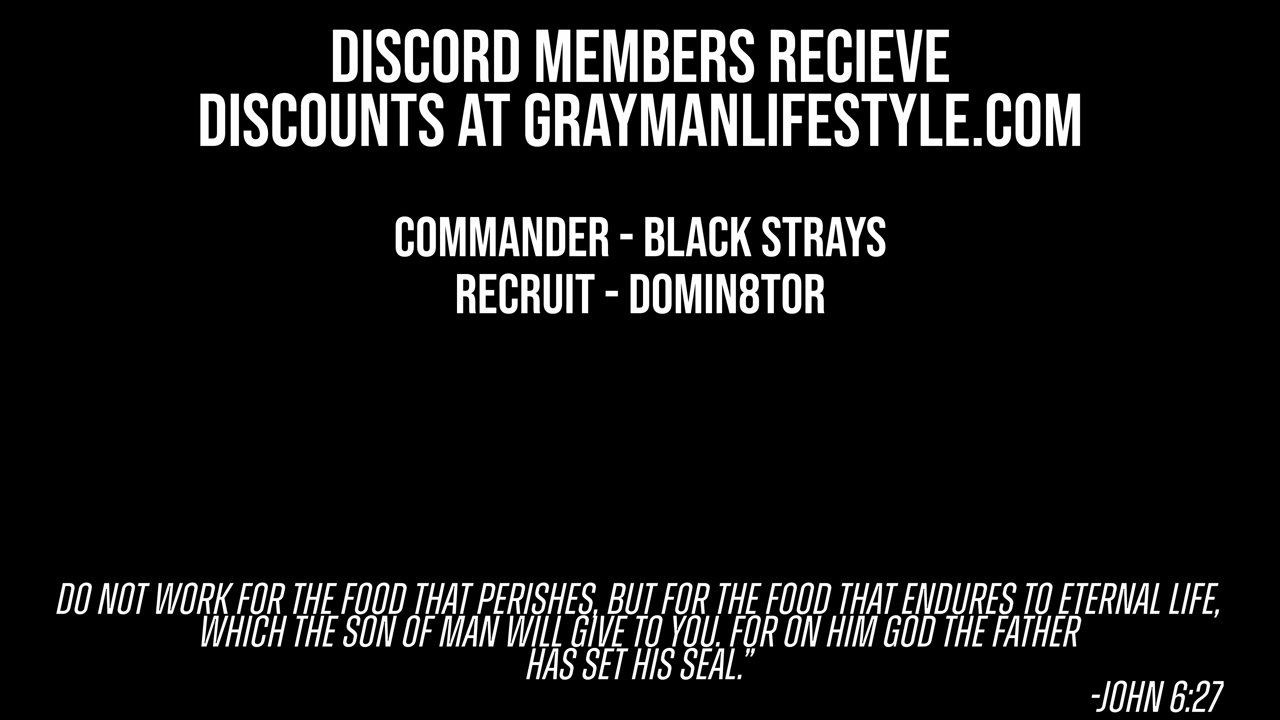 DISCORD MEMBERS RECIEVE
DISCOUNTS AT GRAYMANLIFESTYLE.COM
COMMANDER - BLACK STRAYS
RECRUIT - DOMIN8TOR
DO NOT WORK FOR THE FOOD THAT PERISHES, BUT FOR THE FOOD THAT ENDURES TO ETERNAL LIFE,
WHICH THE SON OF MAN WILL GIVE TO YOU. FOR ON HIM GOD THE FATHER
HAS SET HIS SEAL.”
-JOHN 6:27